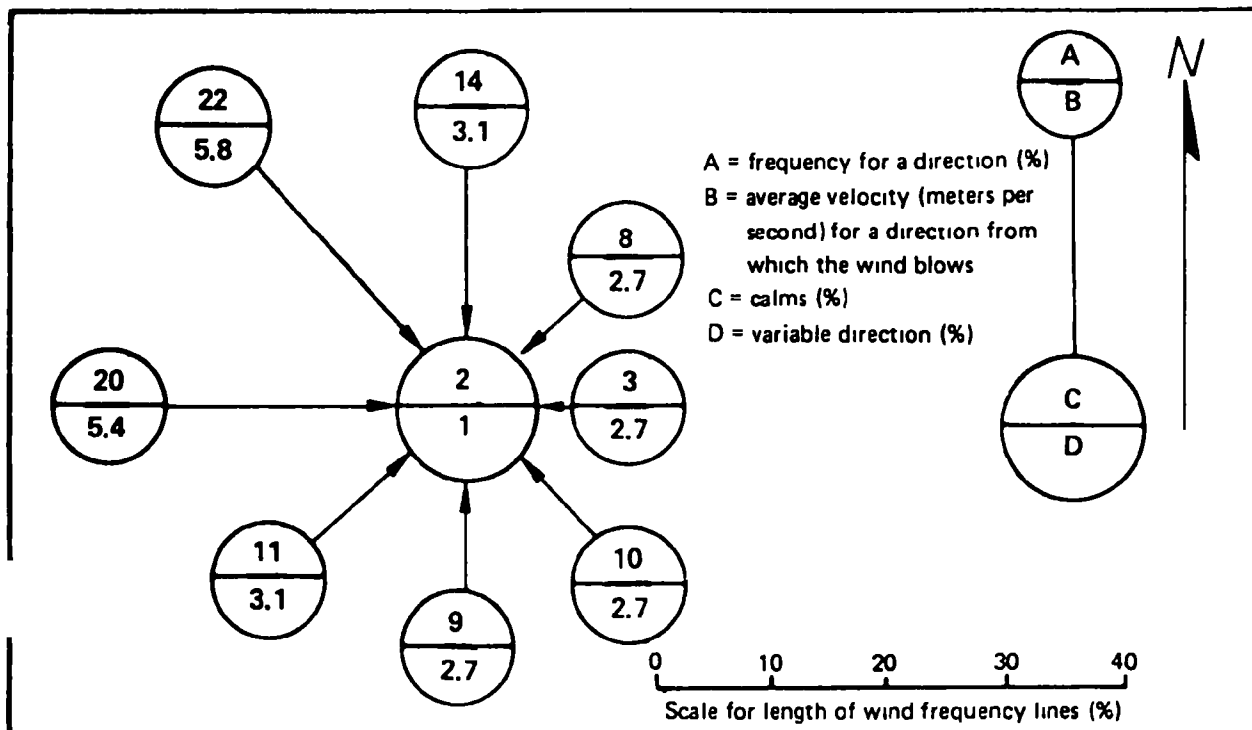 22
5.8
14
3.1
8
2.7
20
5.4
2
1
3
2.7
11
3.1
9
2.7
10
2.7
A
B
N
A = frequency for a direction (%)
B = average velocity (meters per
second) for a direction from
which the wind blows
C = calms (%)
D = variable direction (%)
C
D
0 10 20 30 40
Scale for length of wind frequency lines (%)